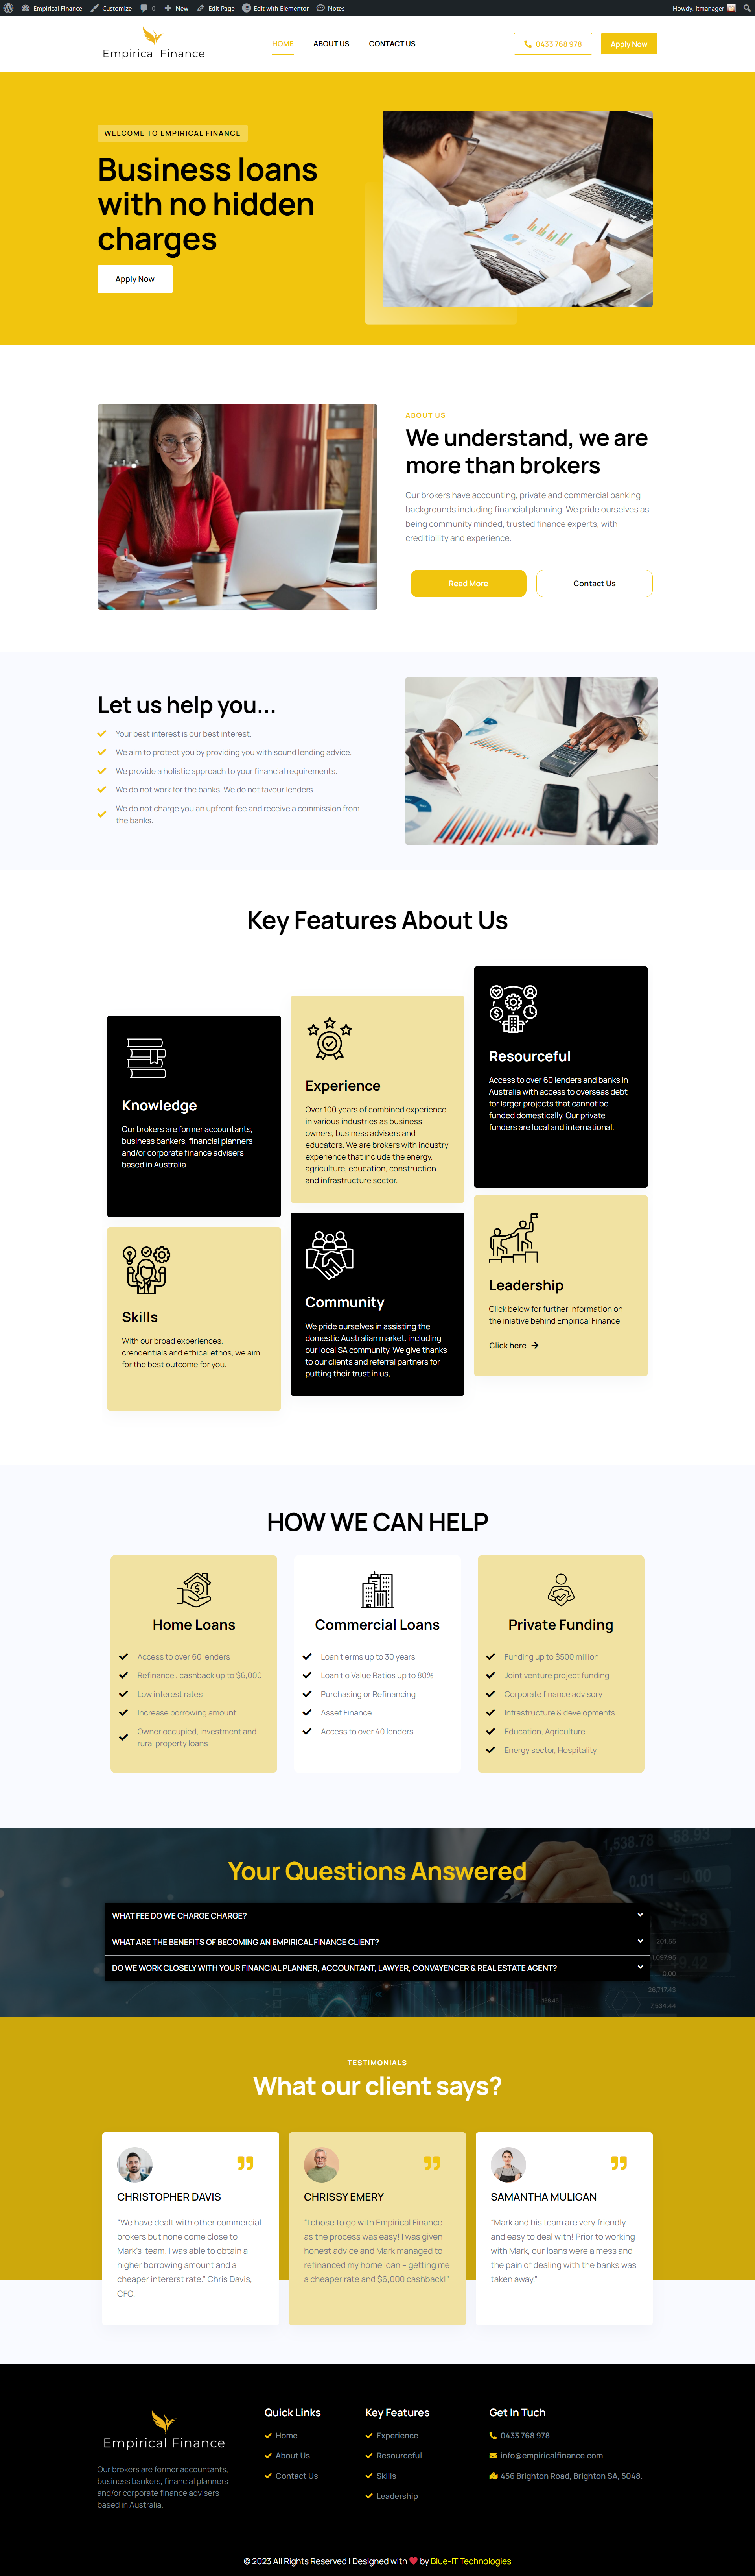 Empirical Finance
Customize
0
New
Edit Page
Edit with Elementor
Notes
Howdy, itmanager
Empirical Finance
HOME
ABOUT US
CONTACT US
0433 768 978
Apply Now
WELCOME TO EMPIRICAL FINANCE
Business loans
with no hidden
charges
Apply Now
ABOUT US
We understand, we are
more than brokers
Our brokers have accounting, private and commercial banking
backgrounds including financial planning. We pride ourselves as
being community minded, trusted finance experts, with
creditibility and experience.
Read More
Contact Us
Let us help you...
Your best interest is our best interest.
We aim to protect you by providing you with sound lending advice.
We provide a holistic approach to your financial requirements.
We do not work for the banks. We do not favour lenders.
We do not charge you an upfront fee and receive a commission from
the banks.
Key Features About Us
Knowledge
Our brokers are former accountants,
business bankers, financial planners
and/or corporate finance advisers
based in Australia.
Experience
Over 100 years of combined experience
in various industries as business
owners, business advisers and
educators. We are brokers with industry
experience that include the energy,
agriculture, education, construction
and infrastructure sector.
Resourceful
Access to over 60 lenders and banks in
Australia with access to overseas debt
for larger projects that cannot be
funded domestically. Our private
funders are local and international.
Skills
With our broad experiences,
crendentials and ethical ethos, we aim
for the best outcome for you.
Community
We pride ourselves in assisting the
domestic Australian market. including
our local SA community. We give thanks
to our clients and referral partners for
putting their trust in us,
Leadership
Click below for further information on
the iniative behind Empirical Finance
Click here
HOW WE CAN HELP
Home Loans
Access to over 60 lenders
Refinance , cashback up to $6,000
Low interest rates
Increase borrowing amount
Owner occupied, investment and
rural property loans
Commercial Loans
Loan t erms up to 30 years
Loan t o Value Ratios up to 80%
Purchasing or Refinancing
Asset Finance
Access to over 40 lenders
Private Funding
Funding up to $500 million
Joint venture project funding
Corporate finance advisory
Infrastructure & developments
Education, Agriculture,
Energy sector, Hospitality
1,538.78 -58.93
0.01 -0.00
Your Questions Answered
WHAT FEE DO WE CHARGE CHARGE?
WHAT ARE THE BENEFITS OF BECOMING AN EMPIRICAL FINANCE CLIENT?
DO WE WORK CLOSELY WITH YOUR FINANCIAL PLANNER, ACCOUNTANT, LAWYER, CONVAYENCER & REAL ESTATE AGENT?
201.55
0.00
26,717.43
7,534.44
TESTIMONIALS
What our client says?
CHRISTOPHER DAVIS
"We have dealt with other commercial
brokers but none come close to
Mark's team. I was able to obtain a
higher borrowing amount and a
cheaper intererst rate." Chris Davis,
CFO.
CHRISSY EMERY
"I chose to go with Empirical Finance
as the process was easy! I was given
honest advice and Mark managed to
refinanced my home loan – getting me
a cheaper rate and $6,000 cashback!"
SAMANTHA MULIGAN
"Mark and his team are very friendly
and easy to deal with! Prior to working
with Mark, our loans were a mess and
the pain of dealing with the banks was
taken away."
Empirical Finance
Our brokers are former accountants,
business bankers, financial planners
and/or corporate finance advisers
based in Australia.
Quick Links
Home
About Us
Contact Us
Key Features
Experience
Resourceful
Skills
Leadership
Get In Tuch
0433 768 978
info@empiricalfinance.com
456 Brighton Road, Brighton SA, 5048.
© 2023 All Rights Reserved | Designed with ❤ by Blue-IT Technologies